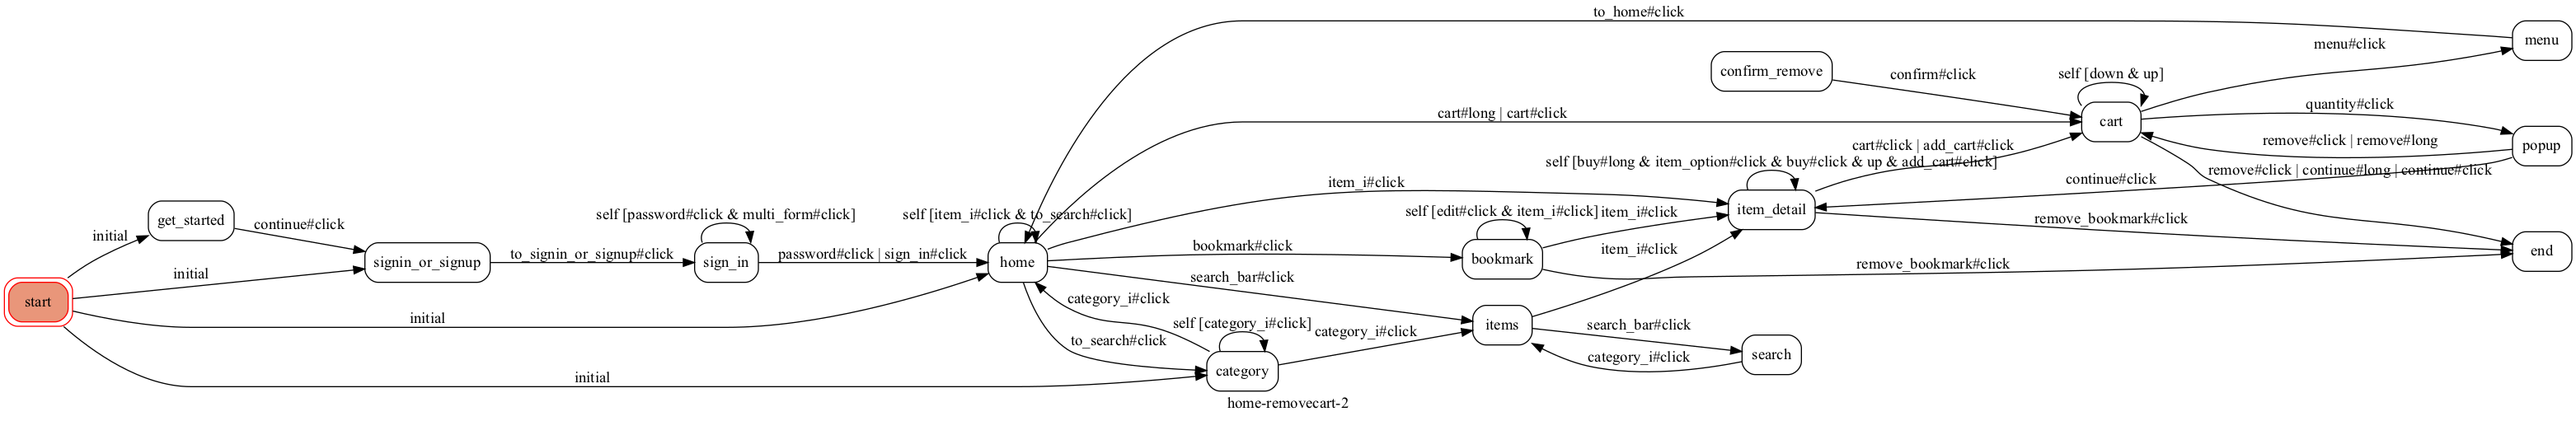 to_home#click
menu
menu#click
confirm_remove
confirm#click
self [down & up]
cart
quantity#click
cart#long | cart#click
remove#click | remove#long
popup
cart#click | add_cart#click
self [buy#long & item_option#click & buy#click & up & add_cart#click]
remove#click | continue#long | continue#click
continue#click
item_i#click
item_detail
get_started
continue#click
initial
self [password#click & multi_form#click]
self [item_i#click & to_search#click]
self [edit#click & item_i#click]
item_i#click
remove_bookmark#click
bookmark#click
item_i#click
end
signin_or_signup
to_signin_or_signup#click
sign_in
password#click | sign_in#click
home
bookmark
remove_bookmark#click
initial
search_bar#click
start
category_i#click
initial
self [category_i#click]
category_i#click
items
search_bar#click
to_search#click
category_i#click
search
initial
category
home-removecart-2